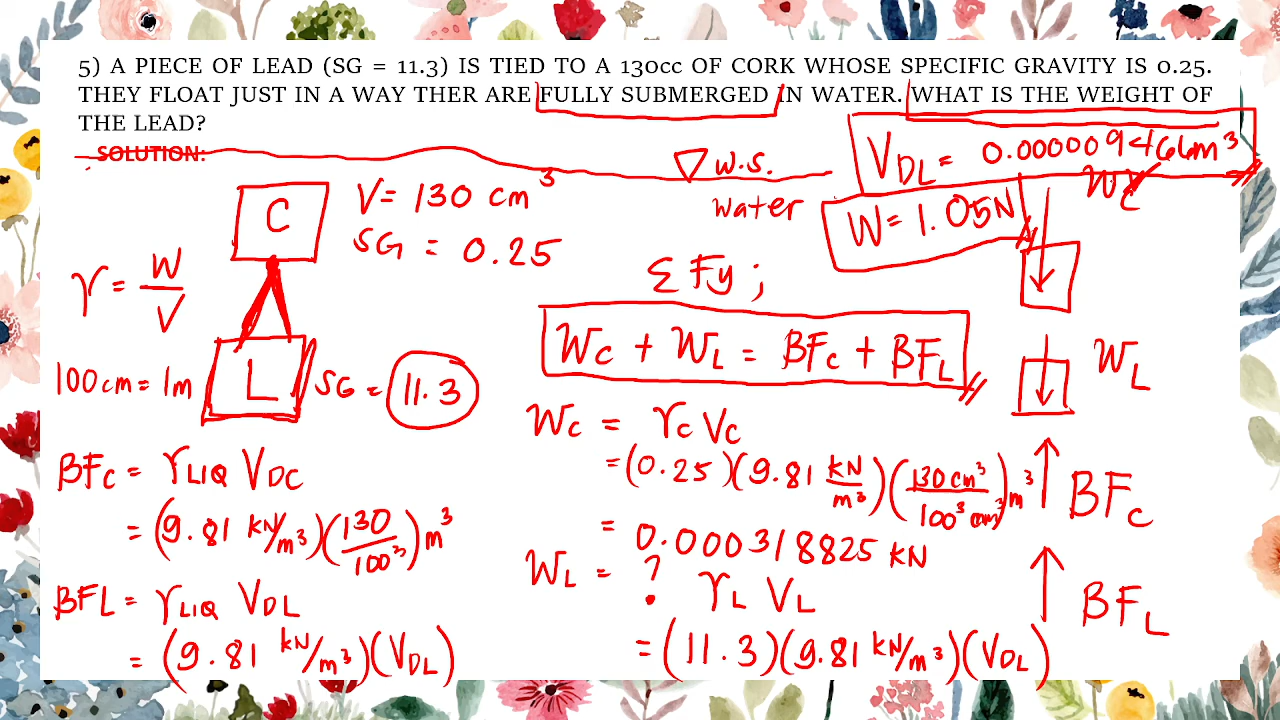 5) A PIECE OF LEAD (SG = 11.3) IS TIED TO A 130cc OF CORK WHOSE SPECIFIC GRAVITY IS 0.25.
THEY FLOAT JUST IN A WAY THER ARE FULLY SUBMERGED IN WATER. WHAT IS THE WEIGHT OF
THE LEAD?
SOLUTION:
▽ W.S.
water
V_DL = 0.000009466m³
W = 1.05N
C
V = 130 cm³
SG = 0.25
γ = W/V
100cm = 1m
L
SG = 11.3
ΣFy;
Wc + WL = BFc + BFL
WL
BFc
BFL
BFc = γLIQ VDC
= (9.81 kN/m³)(130/100³)m³
BFL = γLIQ VDL
= (9.81 kN/m³)(VDL)
Wc = γc Vc
= (0.25)(9.81 kN/m³)(130cm³/100³cm³)m³
= 0.000318825 kN
WL = ? γL VL
= (11.3)(9.81 kN/m³)(VDL)